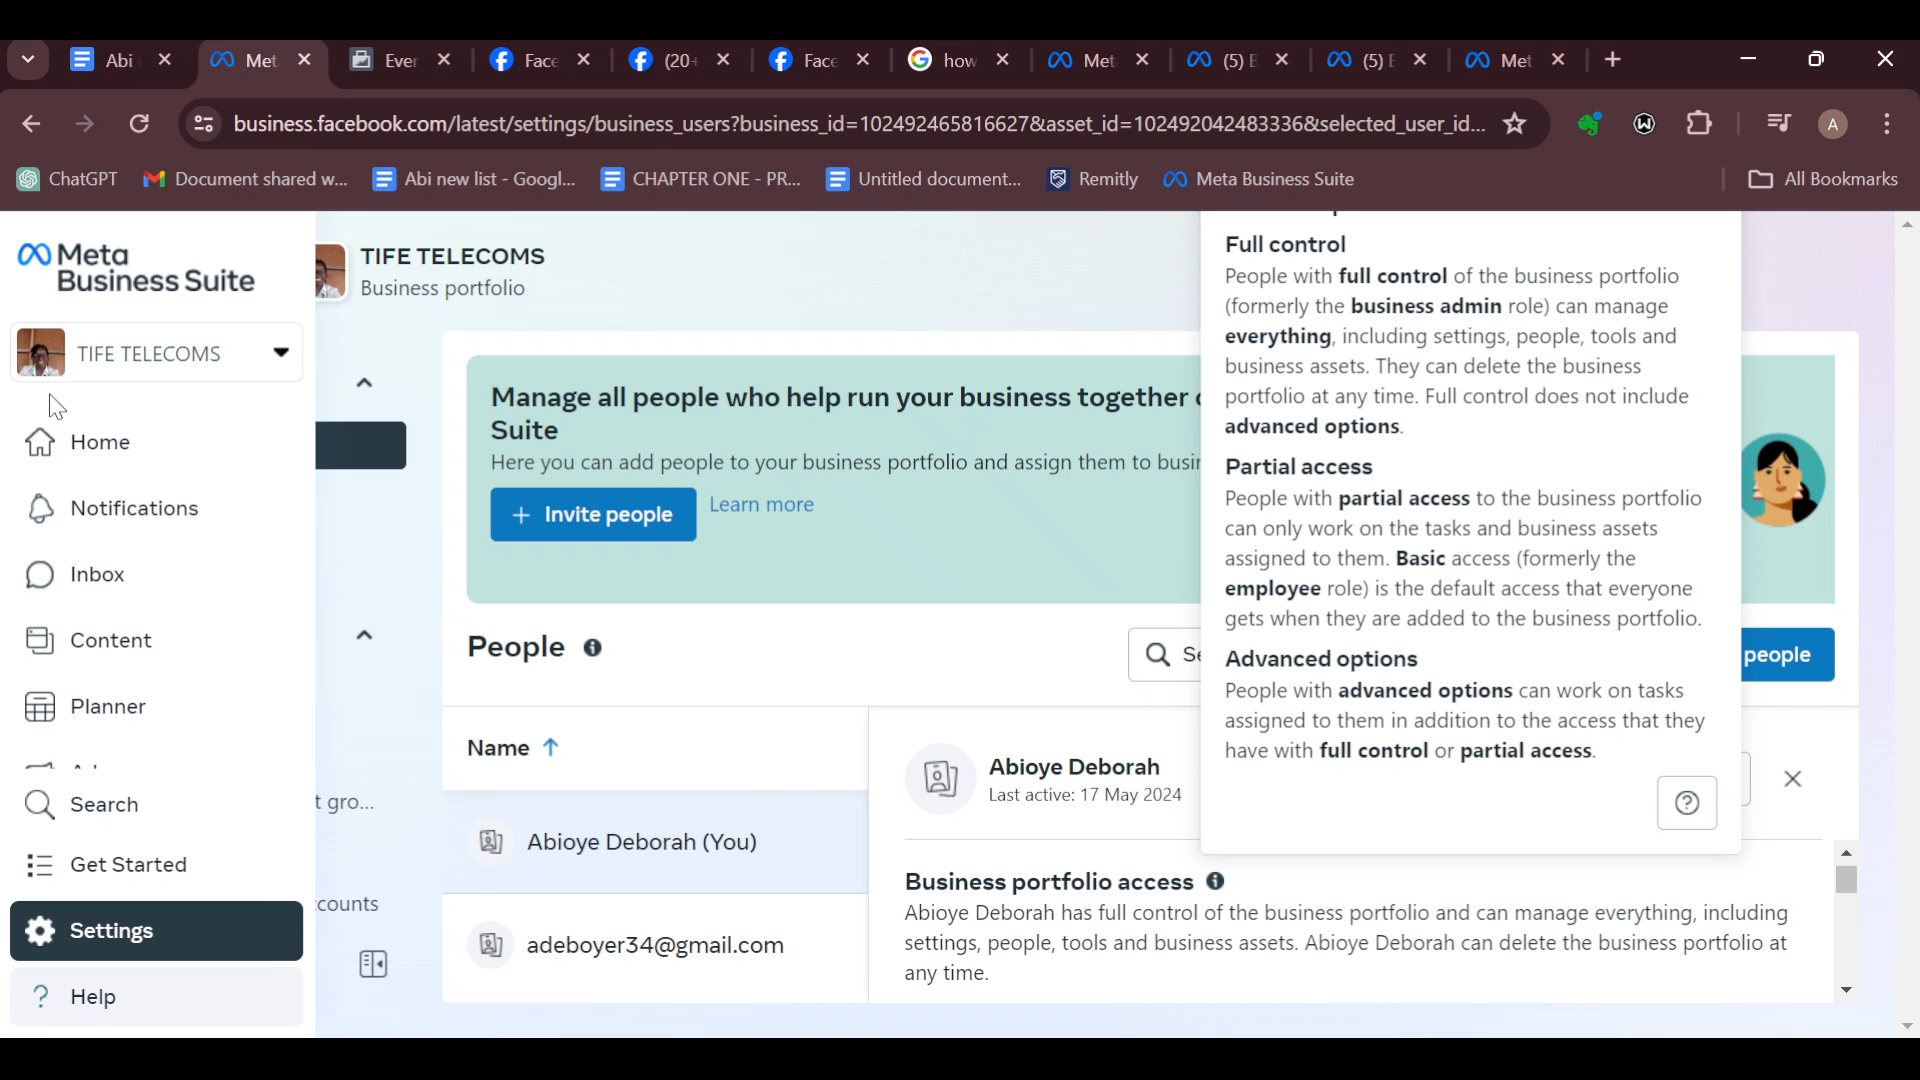 Abi
Met
Ever
Face
(20
Face
how
Met
(5) E
(5) E
Met
business.facebook.com/latest/settings/business_users?business_id=102492465816627&asset_id=102492042483336&selected_user_id...
A
ChatGPT
Document shared w...
Abi new list - Googl...
CHAPTER ONE - PR...
Untitled document...
Remitly
Meta Business Suite
All Bookmarks
Meta
Business Suite
TIFE TELECOMS
Home
Notifications
Inbox
Content
Planner
Search
Get Started
Settings
Help
TIFE TELECOMS
Business portfolio
t gro...
counts
Manage all people who help run your business together
Suite
Here you can add people to your business portfolio and assign them to busi
+ Invite people
Learn more
People
Se
people
Name
Abioye Deborah (You)
adeboyer34@gmail.com
Abioye Deborah
Last active: 17 May 2024
Business portfolio access
Abioye Deborah has full control of the business portfolio and can manage everything, including
settings, people, tools and business assets. Abioye Deborah can delete the business portfolio at
any time.
Full control
People with full control of the business portfolio
(formerly the business admin role) can manage
everything, including settings, people, tools and
business assets. They can delete the business
portfolio at any time. Full control does not include
advanced options.
Partial access
People with partial access to the business portfolio
can only work on the tasks and business assets
assigned to them. Basic access (formerly the
employee role) is the default access that everyone
gets when they are added to the business portfolio.
Advanced options
People with advanced options can work on tasks
assigned to them in addition to the access that they
have with full control or partial access.